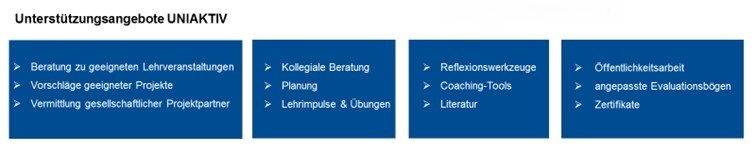 Unterstützungsangebote UNIAKTIV
➢ Beratung zu geeigneten Lehrveranstaltungen
➢ Vorschläge geeigneter Projekte
➢ Vermittlung gesellschaftlicher Projektpartner
➢ Kollegiale Beratung
➢ Planung
➢ Lehrimpulse & Übungen
➢ Reflexionswerkzeuge
➢ Coaching-Tools
➢ Literatur
➢ Öffentlichkeitsarbeit
➢ angepasste Evaluationsbögen
➢ Zertifikate